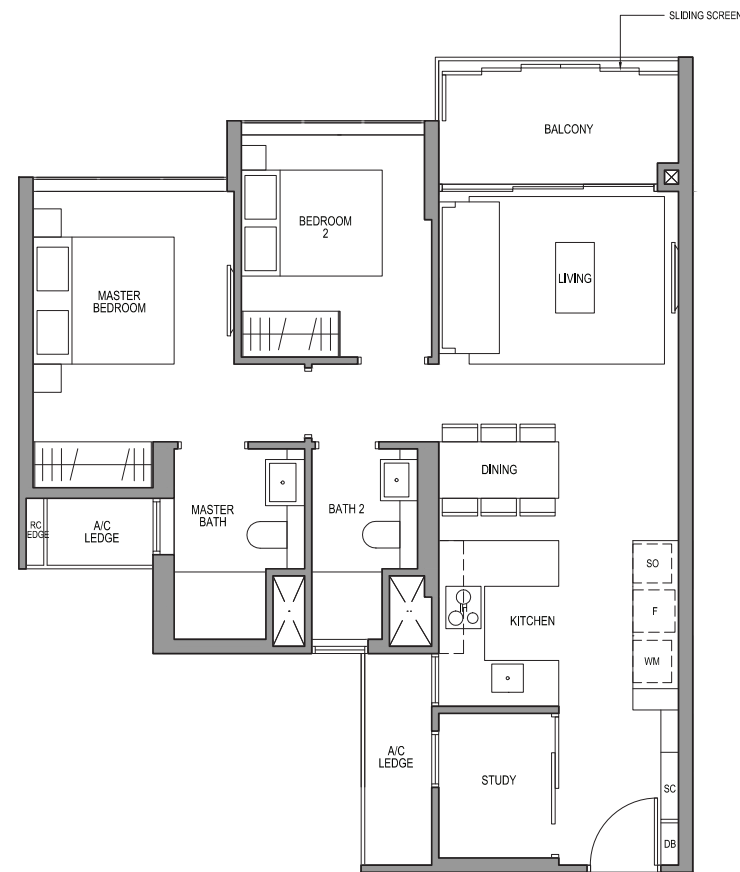 SLIDING SCREEN
BALCONY
BEDROOM
2
LIVING
MASTER
BEDROOM
DINING
MASTER
BATH
BATH 2
RC
EDGE
A/C
LEDGE
SO
F
WM
IH
KITCHEN
A/C
LEDGE
STUDY
SC
DB